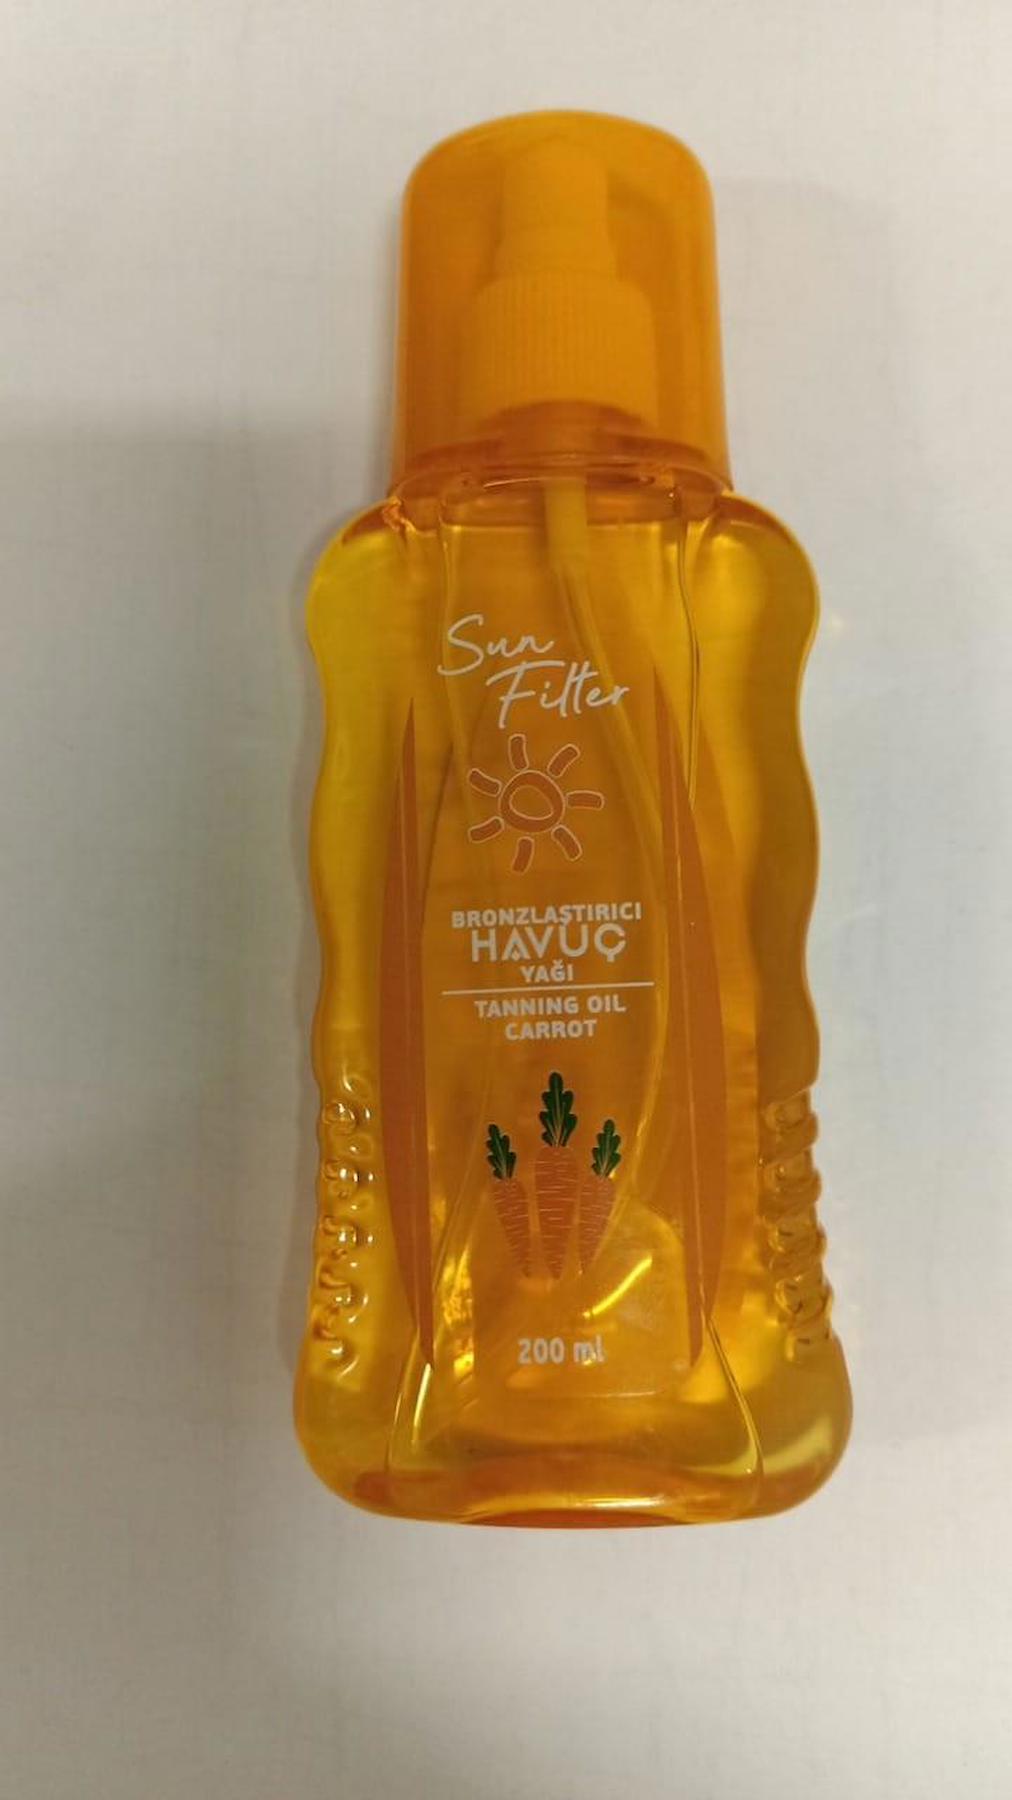 Sun
Filter
BRONZLAŞTIRICI
HAVUÇ
YAĞI
TANNING OIL
CARROT
200 ml